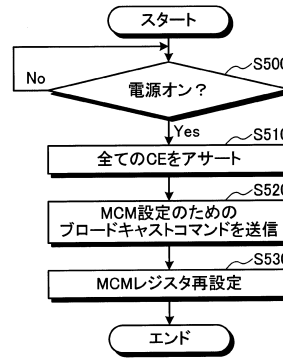 スタート
S500
No
電源オン？
Yes
S510
全てのCEをアサート
S520
MCM設定のための
ブロードキャストコマンドを送信
S530
MCMレジスタ再設定
エンド